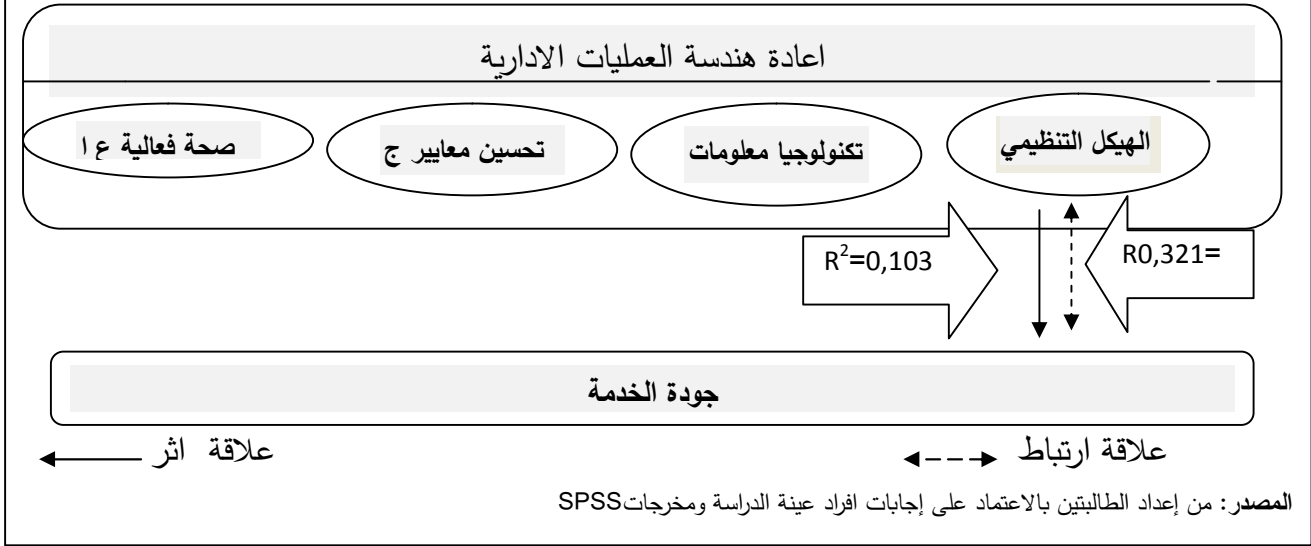 اعادة هندسة العمليات الادارية
الهيكل التنظيمي
تكنولوجيا معلومات
تحسين معايير ج
صحة فعالية ع ا
R²=0,103
R0,321=
جودة الخدمة
علاقة ارتباط
علاقة اثر
المصدر: من إعداد الطالبتين بالاعتماد على إجابات افراد عينة الدراسة ومخرجاتSPSS